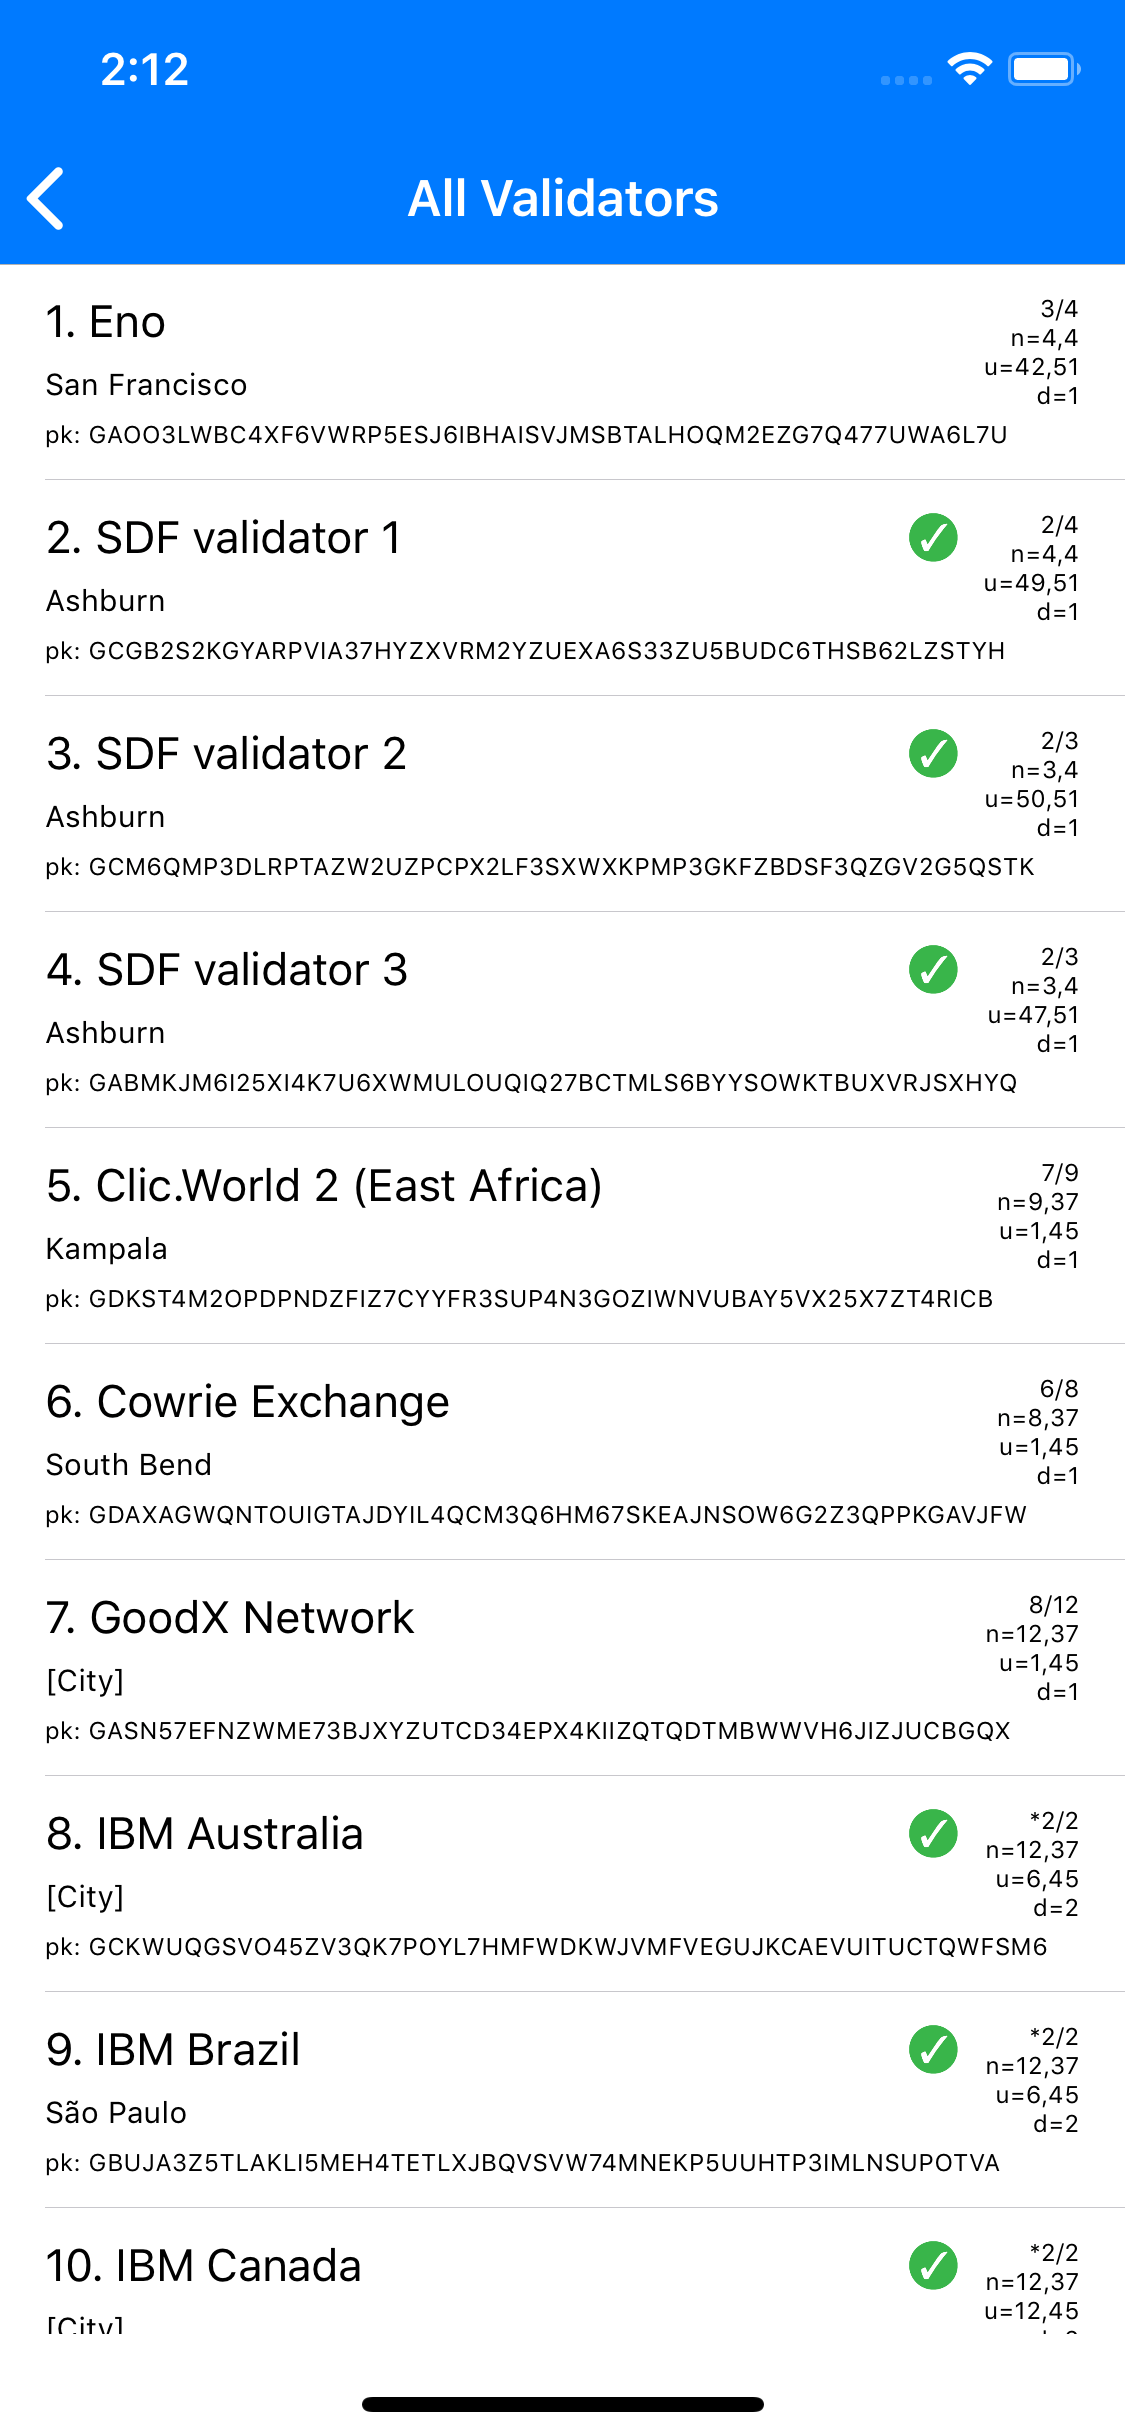 2:12
All Validators
1. Eno
3/4
n=4,4
u=42,51
d=1
San Francisco
pk: GAOO3LWBC4XF6VWRP5ESJ6IBHAISVJMSBTALHOQM2EZG7Q477UWA6L7U
2. SDF validator 1
✓
2/4
n=4,4
u=49,51
d=1
Ashburn
pk: GCGB2S2KGYARPVIA37HYZXVRM2YZUEXA6S33ZU5BUDC6THSB62LZSTYH
3. SDF validator 2
✓
2/3
n=3,4
u=50,51
d=1
Ashburn
pk: GCM6QMP3DLRPTAZW2UZPCPX2LF3SXWXKPMP3GKFZBDSF3QZGV2G5QSTK
4. SDF validator 3
✓
2/3
n=3,4
u=47,51
d=1
Ashburn
pk: GABMKJM6I25XI4K7U6XWMULOUQIQ27BCTMLS6BYYSOWKTBUXVRJSXHYQ
5. Clic.World 2 (East Africa)
7/9
n=9,37
u=1,45
d=1
Kampala
pk: GDKST4M2OPDPNDZFIZ7CYYFR3SUP4N3GOZIWNVUBAY5VX25X7ZT4RICB
6. Cowrie Exchange
6/8
n=8,37
u=1,45
d=1
South Bend
pk: GDAXAGWQNTOUIGTAJDYIL4QCM3Q6HM67SKEAJNSOW6G2Z3QPPKGAVJFW
7. GoodX Network
8/12
n=12,37
u=1,45
d=1
[City]
pk: GASN57EFNZWME73BJXYZUTCD34EPX4KIIZQTQDTMBWWVH6JIZJUCBGQX
8. IBM Australia
✓
*2/2
n=12,37
u=6,45
d=2
[City]
pk: GCKWUQGSVO45ZV3QK7POYL7HMFWDKWJVMFVEGUJKCAEVUITUCTQWFSM6
9. IBM Brazil
✓
*2/2
n=12,37
u=6,45
d=2
São Paulo
pk: GBUJA3Z5TLAKLI5MEH4TETLXJBQVSVW74MNEKP5UUHTP3IMLNSUPOTVA
10. IBM Canada
✓
*2/2
n=12,37
u=12,45
[City]